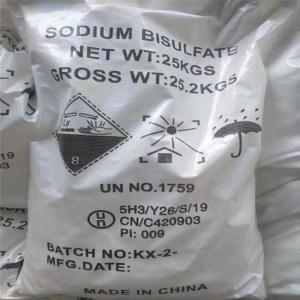 SODIUM BISULFATE
NET WT:25KGS
GROSS WT:25.2KGS
8
UN NO.1759
un
5H3/Y26/S/19
CN/C420903
PI: 009
BATCH NO:KX-2-
MFG.DATE:
MADE IN CHINA